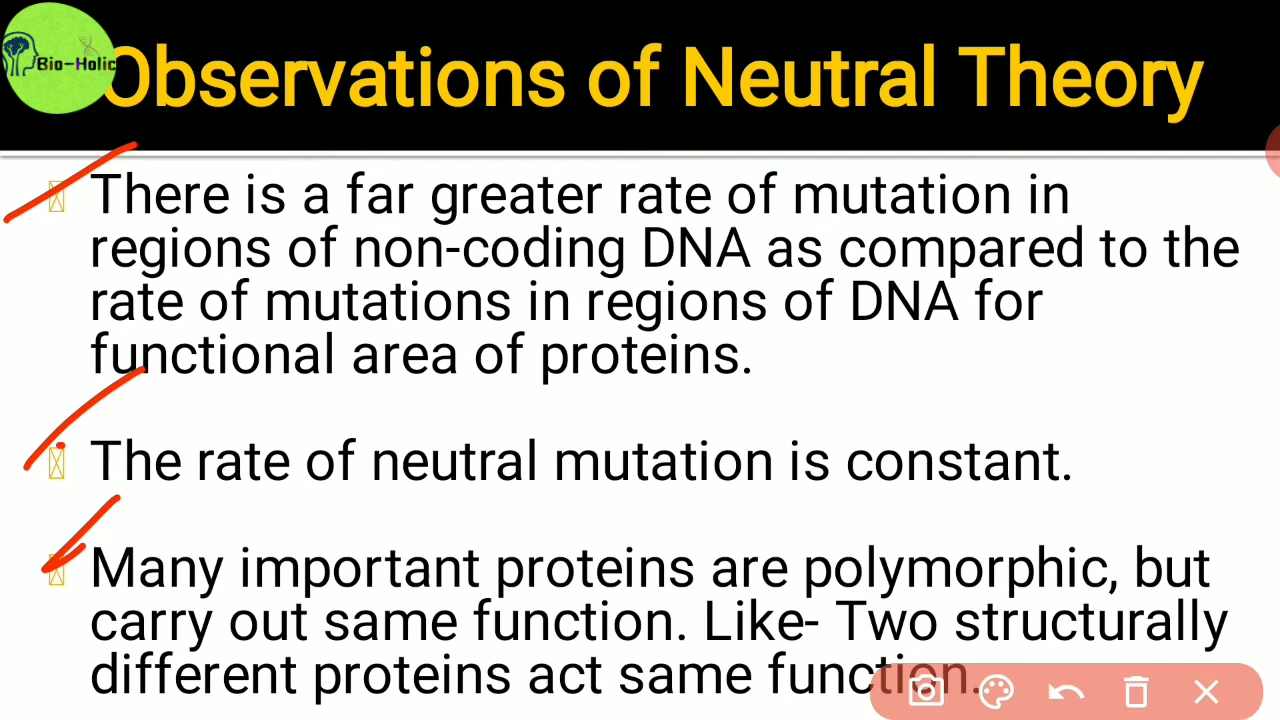 Bio-Holic
Observations of Neutral Theory
There is a far greater rate of mutation in
regions of non-coding DNA as compared to the
rate of mutations in regions of DNA for
functional area of proteins.
The rate of neutral mutation is constant.
Many important proteins are polymorphic, but
carry out same function. Like- Two structurally
different proteins act same function.